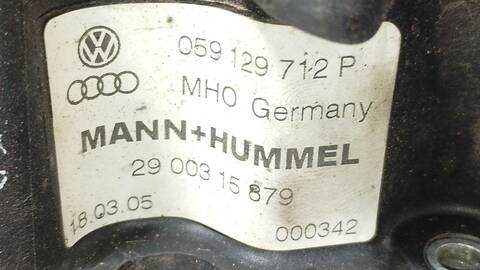 059 129 712 P
MHO Germany
MANN+HUMMEL
29 003 15 879
18.03.05
000342